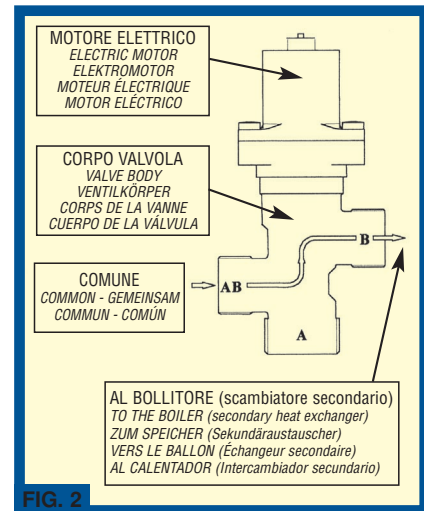 MOTORE ELETTRICO
ELECTRIC MOTOR
ELEKTROMOTOR
MOTEUR ÉLECTRIQUE
MOTOR ELÉCTRICO
CORPO VALVOLA
VALVE BODY
VENTILKÖRPER
CORPS DE LA VANNE
CUERPO DE LA VÁLVULA
B
COMUNE
COMMON - GEMEINSAM
COMMUN - COMÚN
AB
A
AL BOLLITORE (scambiatore secondario)
TO THE BOILER (secondary heat exchanger)
ZUM SPEICHER (Sekundäraustauscher)
VERS LE BALLON (Échangeur secondaire)
AL CALENTADOR (Intercambiador secundario)
FIG. 2